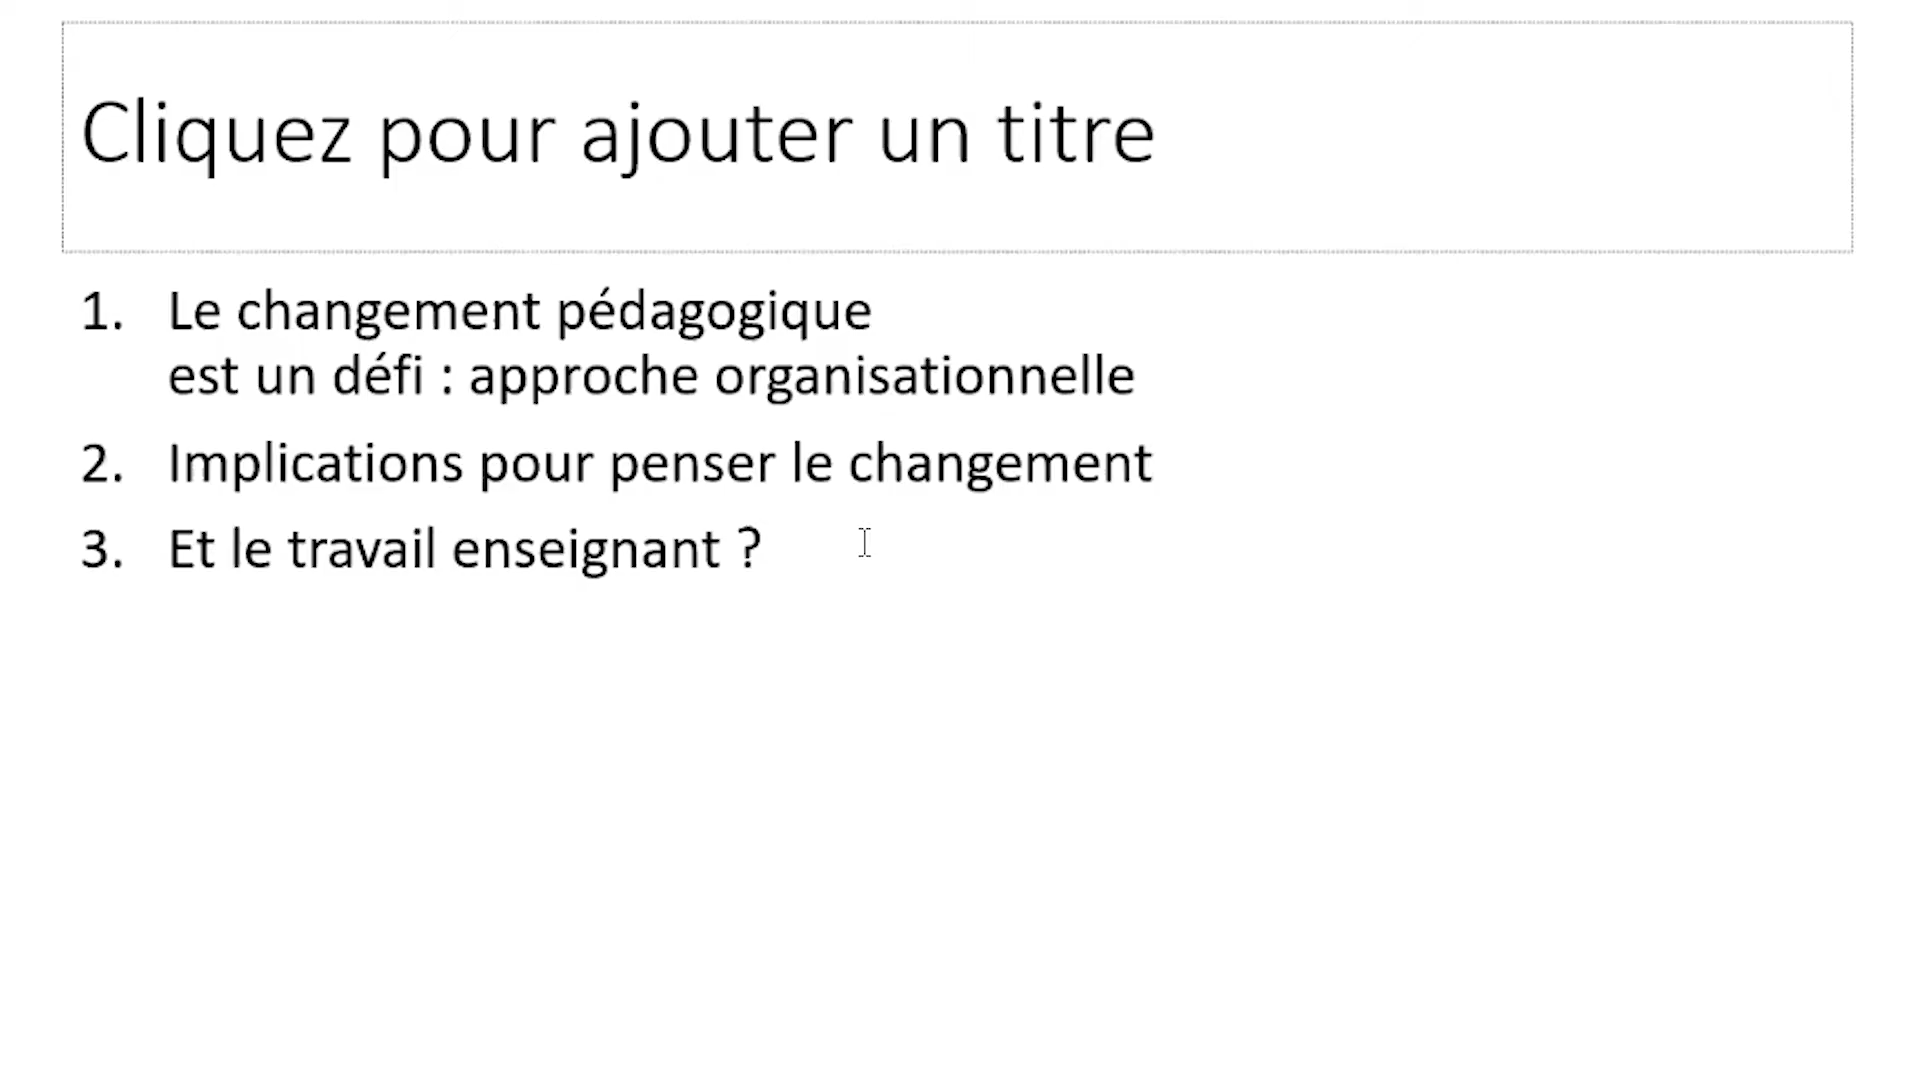 Cliquez pour ajouter un titre
1. Le changement pédagogique
est un défi : approche organisationnelle
2. Implications pour penser le changement
3. Et le travail enseignant ?